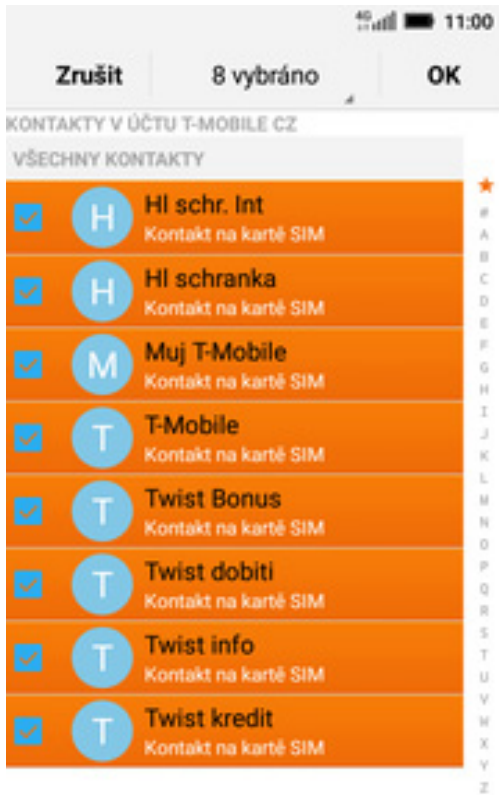 4G 11:00
Zrušit 8 vybráno OK
KONTAKTY V ÚČTU T-MOBILE CZ
VŠECHNY KONTAKTY
H Hl schr. Int
Kontakt na kartě SIM
H Hl schranka
Kontakt na kartě SIM
M Muj T-Mobile
Kontakt na kartě SIM
T T-Mobile
Kontakt na kartě SIM
T Twist Bonus
Kontakt na kartě SIM
T Twist dobiti
Kontakt na kartě SIM
T Twist info
Kontakt na kartě SIM
T Twist kredit
Kontakt na kartě SIM
#
A
B
C
D
E
F
G
H
I
J
K
L
M
N
O
P
Q
R
S
T
U
V
W
X
Y
Z